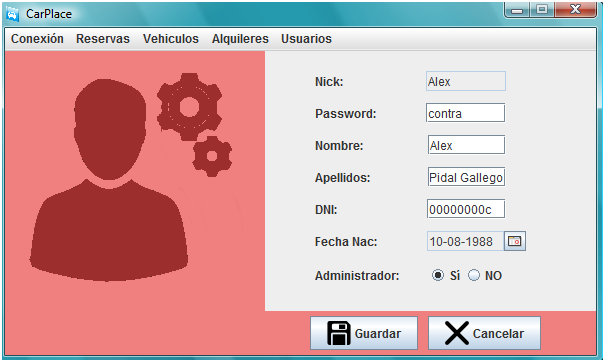 CarPlace
Conexión Reservas Vehiculos Alquileres Usuarios
Nick: Alex
Password: contra
Nombre: Alex
Apellidos: Pidal Gallego
DNI: 00000000c
Fecha Nac: 10-08-1988
Administrador: Sí NO
Guardar Cancelar